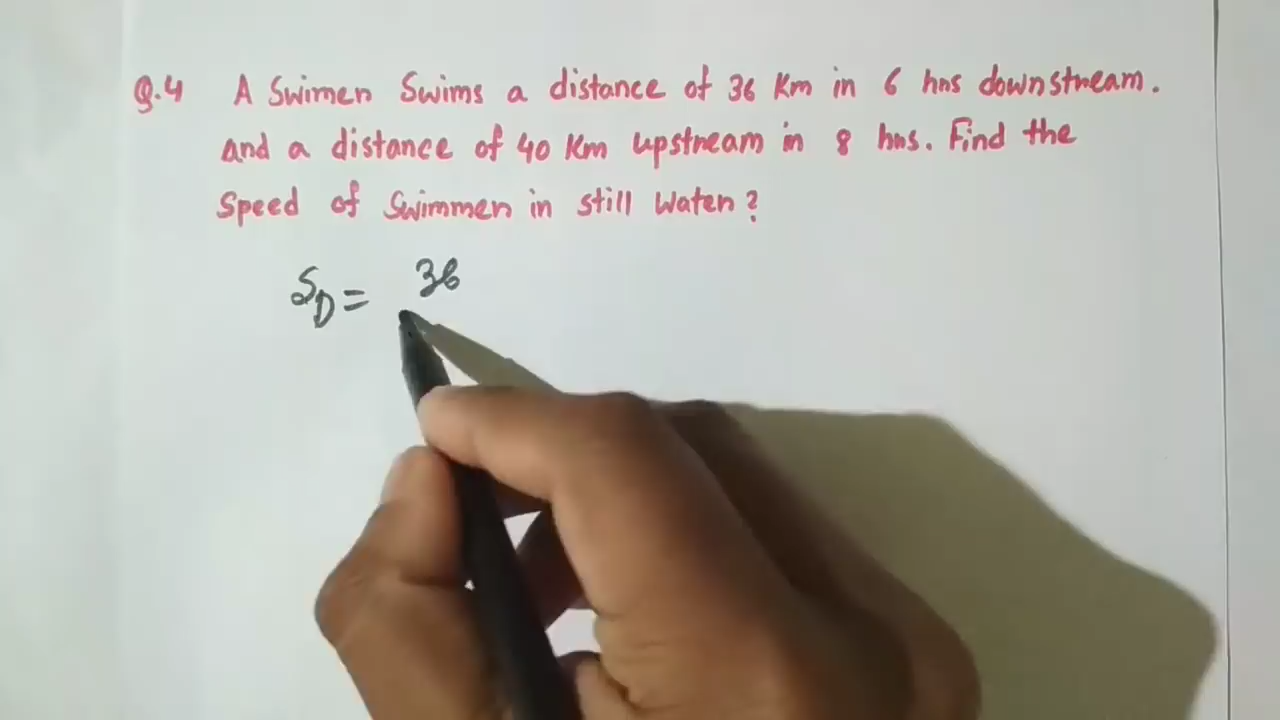 Q.4 A Swimen Swims a distance of 36 Km in 6 hrs downstream.
And a distance of 40 Km upstream in 8 hrs. Find the
Speed of Swimmer in still Water?
S_D = 36